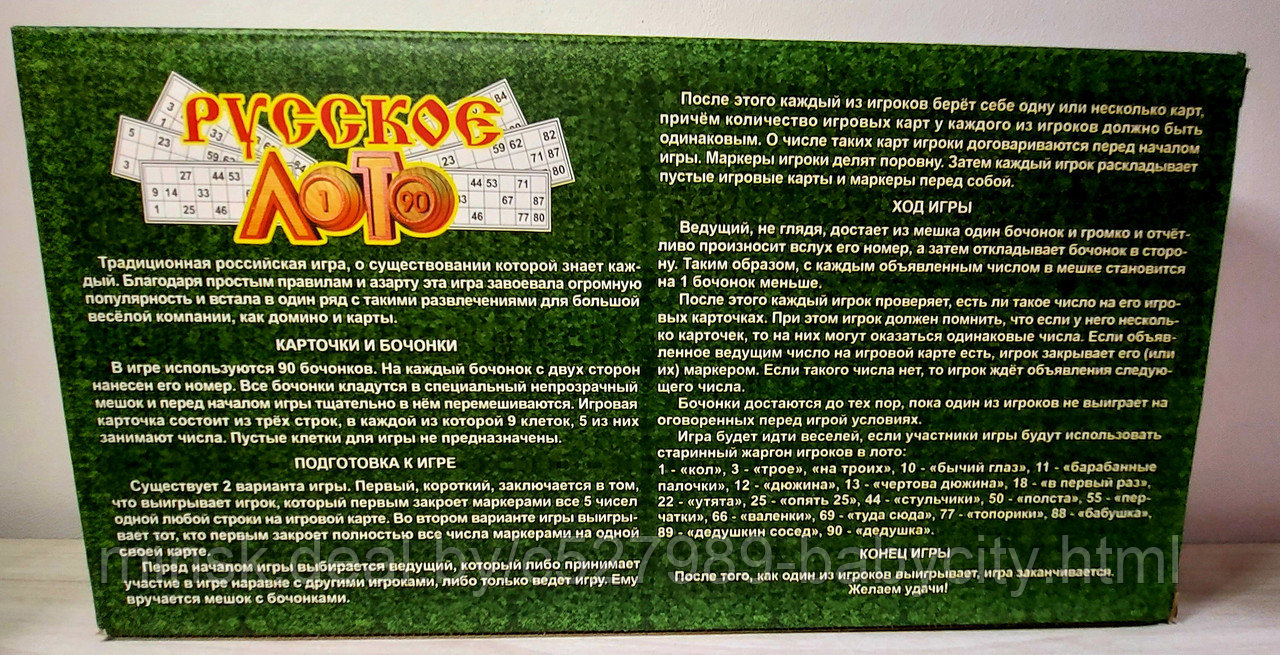 РУССКОЕ
ЛОТО
1 90
Традиционная российская игра, о существовании которой знает каж-
дый. Благодаря простым правилам и азарту эта игра завоевала огромную
популярность и встала в один ряд с такими развлечениями для большой
весёлой компании, как домино и карты.
КАРТОЧКИ И БОЧОНКИ
В игре используются 90 бочонков. На каждый бочонок с двух сторон
нанесен его номер. Все бочонки кладутся в специальный непрозрачный
мешок и перед началом игры тщательно в нём перемешиваются. Игровая
карточка состоит из трёх строк, в каждой из которой 9 клеток, 5 из них
занимают числа. Пустые клетки для игры не предназначены.
ПОДГОТОВКА К ИГРЕ
Существует 2 варианта игры. Первый, короткий, заключается в том,
что выигрывает игрок, который первым закроет маркерами все 5 чисел
одной любой строки на игровой карте. Во втором варианте игры выигры-
вает тот, кто первым закроет полностью все числа маркерами на одной
своей карте.
Перед началом игры выбирается ведущий, который либо принимает
участие в игре наравне с другими игроками, либо только ведет игру. Ему
вручается мешок с бочонками.
После этого каждый из игроков берёт себе одну или несколько карт,
причём количество игровых карт у каждого из игроков должно быть
одинаковым. О числе таких карт игроки договариваются перед началом
игры. Маркеры игроки делят поровну. Затем каждый игрок раскладывает
пустые игровые карты и маркеры перед собой.
ХОД ИГРЫ
Ведущий, не глядя, достает из мешка один бочонок и громко и отчёт-
ливо произносит вслух его номер, а затем откладывает бочонок в сторо-
ну. Таким образом, с каждым объявленным числом в мешке становится
на 1 бочонок меньше.
После этого каждый игрок проверяет, есть ли такое число на его игро-
вых карточках. При этом игрок должен помнить, что если у него несколь-
ко карточек, то на них могут оказаться одинаковые числа. Если объяв-
ленное ведущим число на игровой карте есть, игрок закрывает его (или
их) маркером. Если такого числа нет, то игрок ждёт объявления следую-
щего числа.
Бочонки достаются до тех пор, пока один из игроков не выиграет на
оговоренных перед игрой условиях.
Игра будет идти веселей, если участники игры будут использовать
старинный жаргон игроков в лото:
1 - «кол», 3 - «трое», «на троих», 10 - «бычий глаз», 11 - «барабанные
палочки», 12 - «дюжина», 13 - «чертова дюжина», 18 - «в первый раз»,
22 - «утята», 25 - «опять 25», 44 - «стульчики», 50 - «полста», 55 - «пер-
чатки», 66 - «валенки», 69 - «туда сюда», 77 - «топорики», 88 - «бабушка»,
89 - «дедушкин сосед», 90 - «дедушка».
КОНЕЦ ИГРЫ
После того, как один из игроков выигрывает, игра заканчивается.
Желаем удачи!
minsk.deal.by/c527989-babycity.html